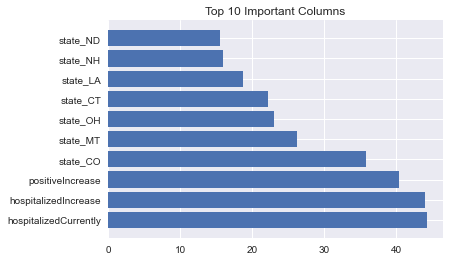 Top 10 Important Columns
state_ND
state_NH
state_LA
state_CT
state_OH
state_MT
state_CO
positiveIncrease
hospitalizedIncrease
hospitalizedCurrently
0 10 20 30 40